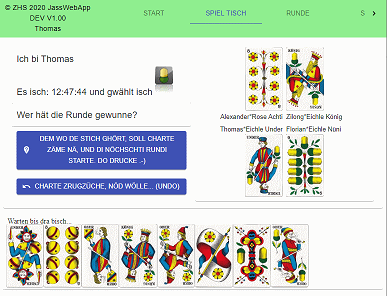 © ZHS 2020 JassWebApp
DEV V1.00
Thomas
START
SPIEL TISCH
RUNDE
S
Ich bi Thomas
Es isch: 12:47:44 und gwählt isch
Wer hät die Runde gewunne?
DEM WO DE STICH GHÖRT, SOLL CHARTE
ZÄME NÄ, UND DI NÖCHSCHTI RUNDI
STARTE. DO DRUCKE :-)
CHARTE ZRUGZÜCHE, NÖD WÖLLE... (UNDO)
Alexander*Rose Achti Zilong*Eichle König
Thomas*Eichle Under Florian*Eichle Nüni
Warten bis dra bisch...